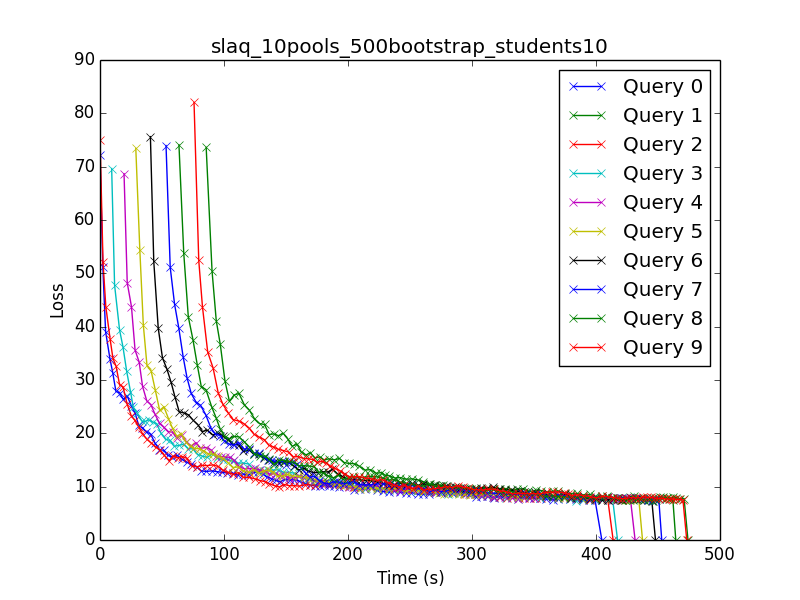 slaq_10pools_500bootstrap_students10
90
80
70
60
50
40
30
20
10
0
Loss
0 100 200 300 400 500
Time (s)
Query 0
Query 1
Query 2
Query 3
Query 4
Query 5
Query 6
Query 7
Query 8
Query 9